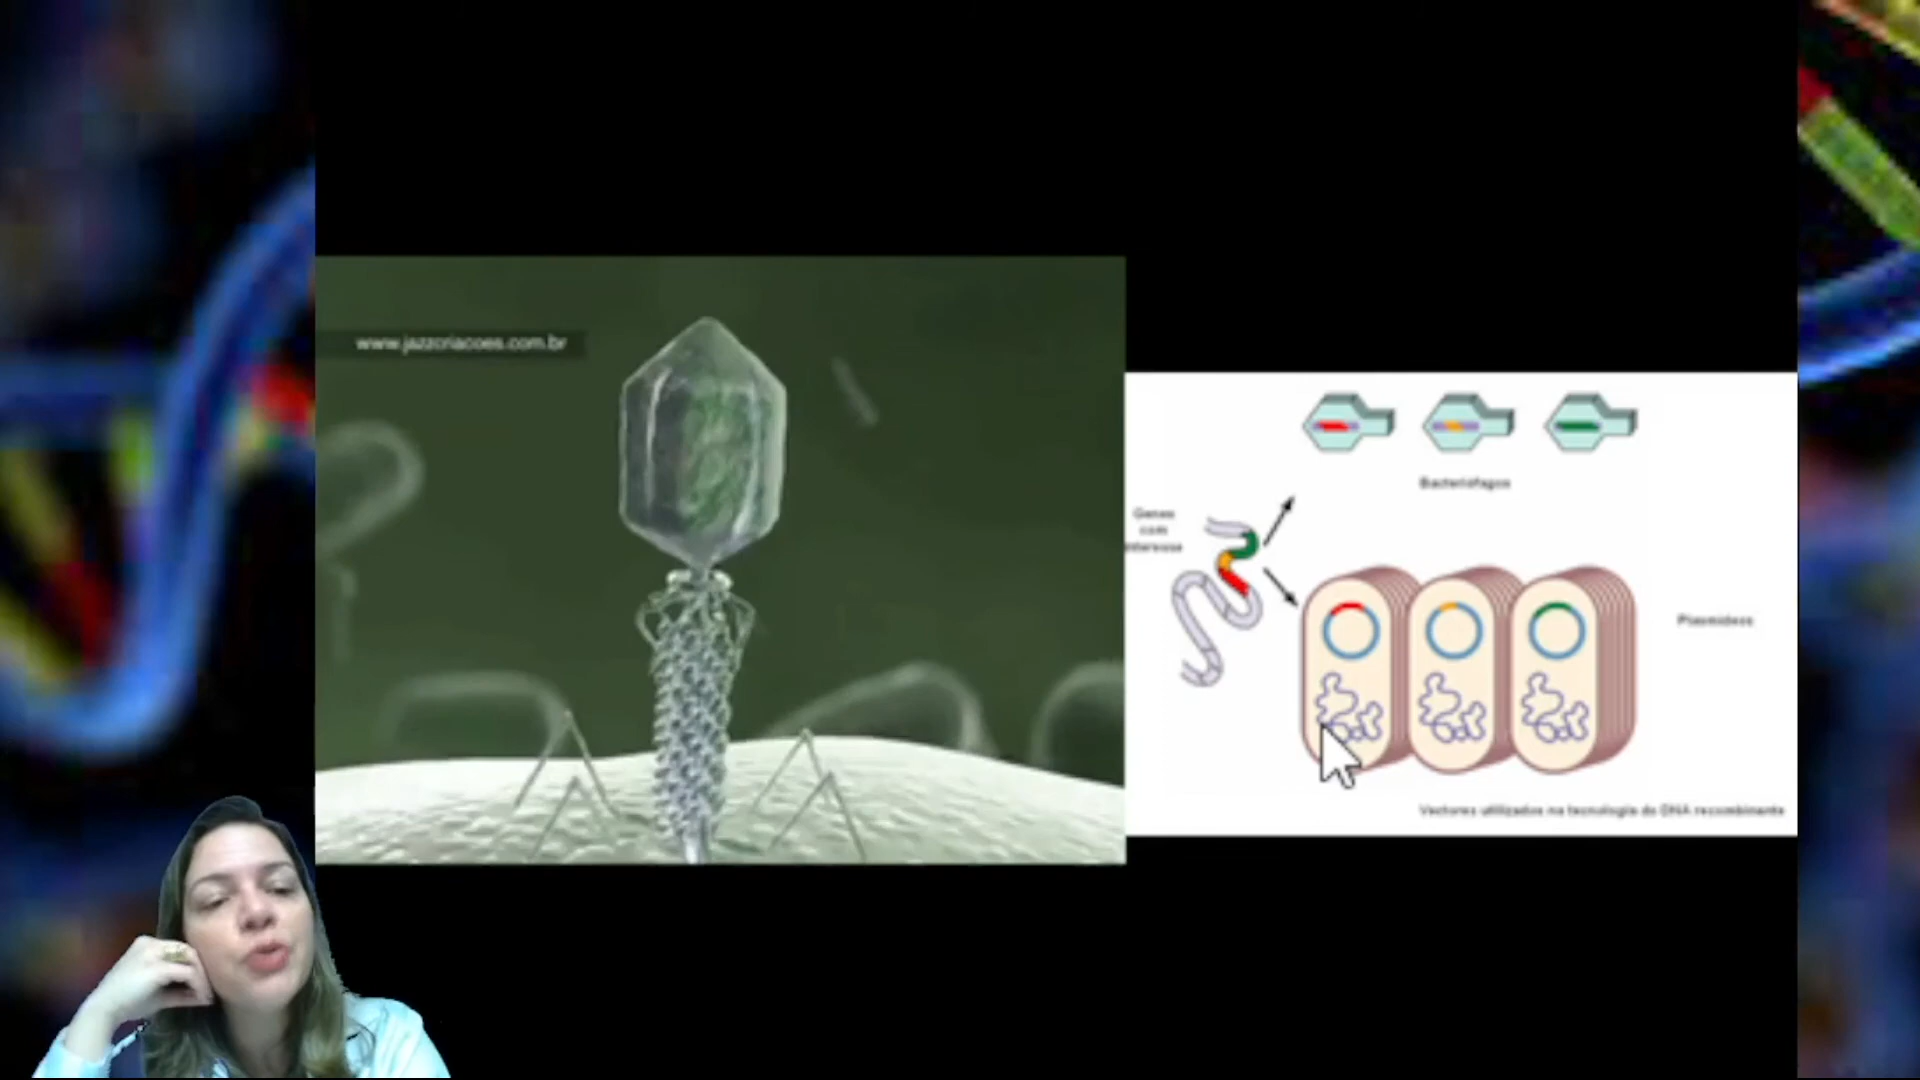 www.jazzcriacoes.com.br
Bacteriófagos
Genes
com
interesse
Plasmídeos
Vectores utilizados na tecnologia do DNA recombinante